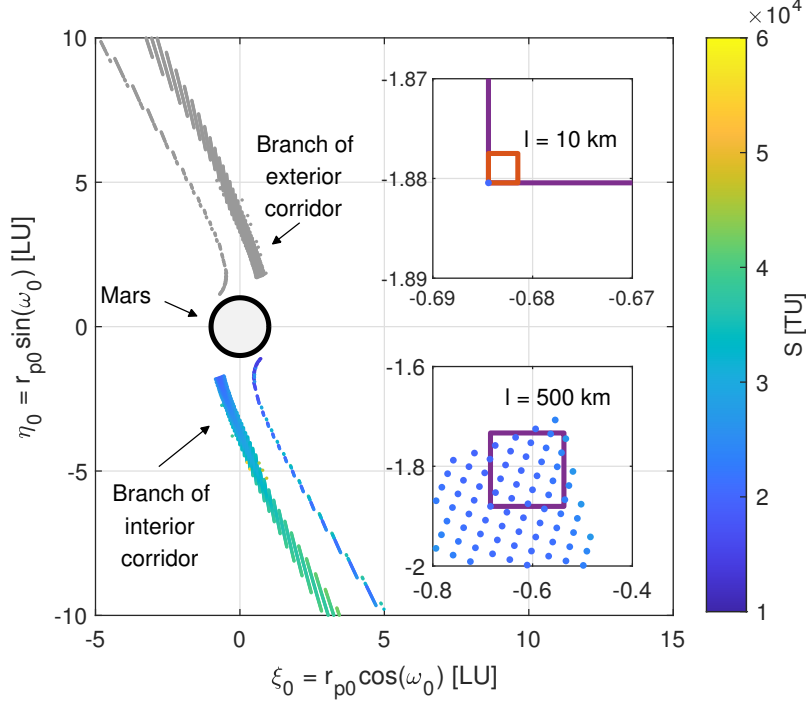 ×10⁴
10
5
0
-5
-10
-5
0
5
10
15
η₀ = r_p0 sin(ω₀) [LU]
ξ₀ = r_p0 cos(ω₀) [LU]
Branch of
exterior
corridor
Mars
Branch of
interior
corridor
-1.87
-1.88
-1.89
-0.69
-0.68
-0.67
l = 10 km
-1.6
-1.8
-2
-0.8
-0.6
-0.4
l = 500 km
6
5
4
3
2
1
S [TU]